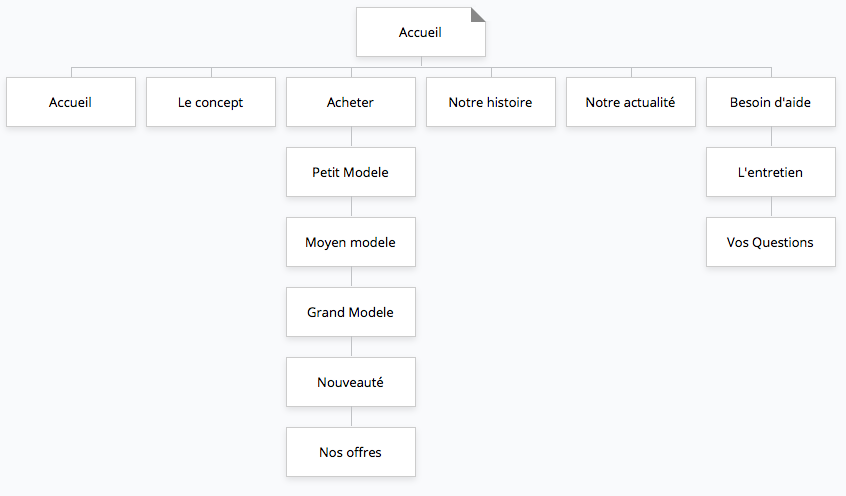 Accueil
Accueil
Le concept
Acheter
Notre histoire
Notre actualité
Besoin d'aide
Petit Modele
L'entretien
Moyen modele
Vos Questions
Grand Modele
Nouveauté
Nos offres